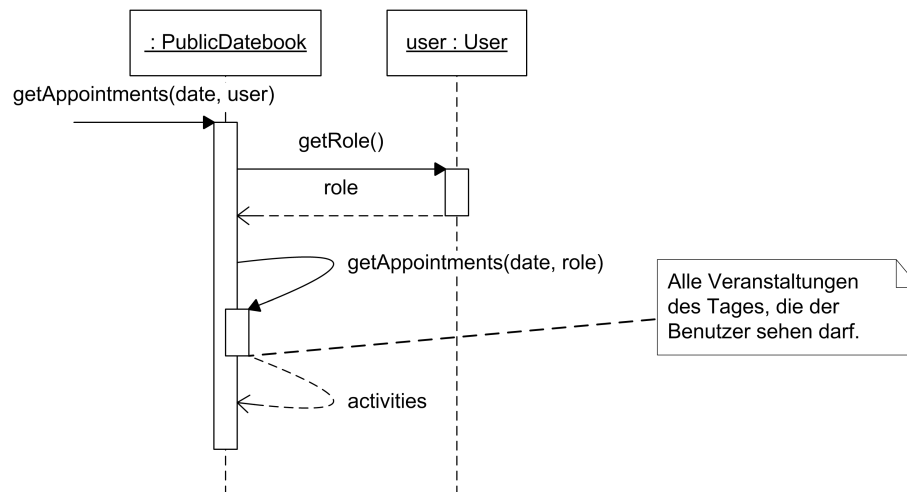 : PublicDatebook
user : User
getAppointments(date, user)
getRole()
role
getAppointments(date, role)
Alle Veranstaltungen
des Tages, die der
Benutzer sehen darf.
activities